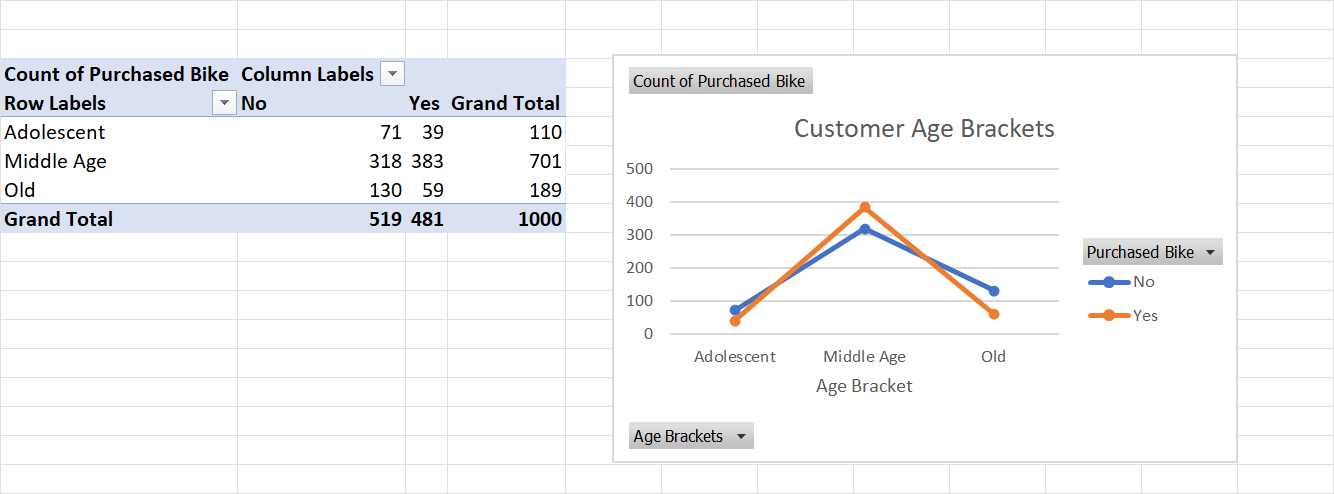 Count of Purchased Bike Column Labels
Row Labels No Yes Grand Total
Adolescent 71 39 110
Middle Age 318 383 701
Old 130 59 189
Grand Total 519 481 1000
Count of Purchased Bike
Customer Age Brackets
500
400
300
200
100
0
Adolescent Middle Age Old
Age Bracket
Purchased Bike
No
Yes
Age Brackets